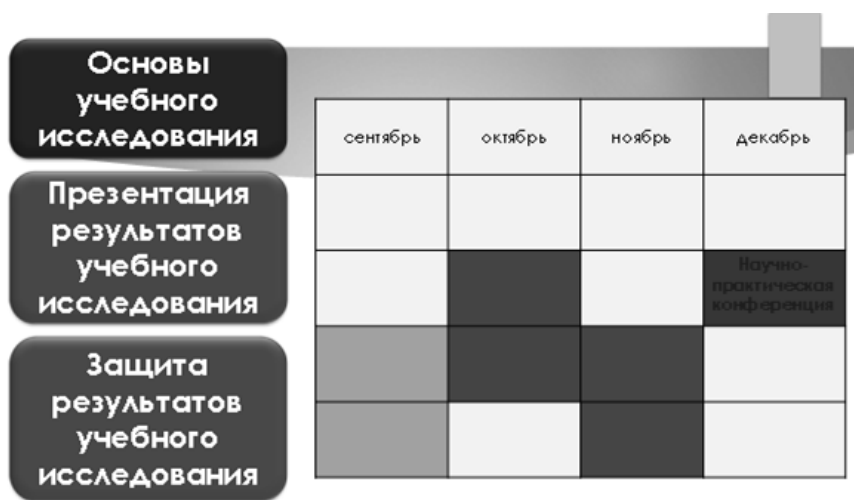 Основы
учебного
исследования
Презентация
результатов
учебного
исследования
Защита
результатов
учебного
исследования
сентябрь октябрь ноябрь декабрь
Научно-
практическая
конференция